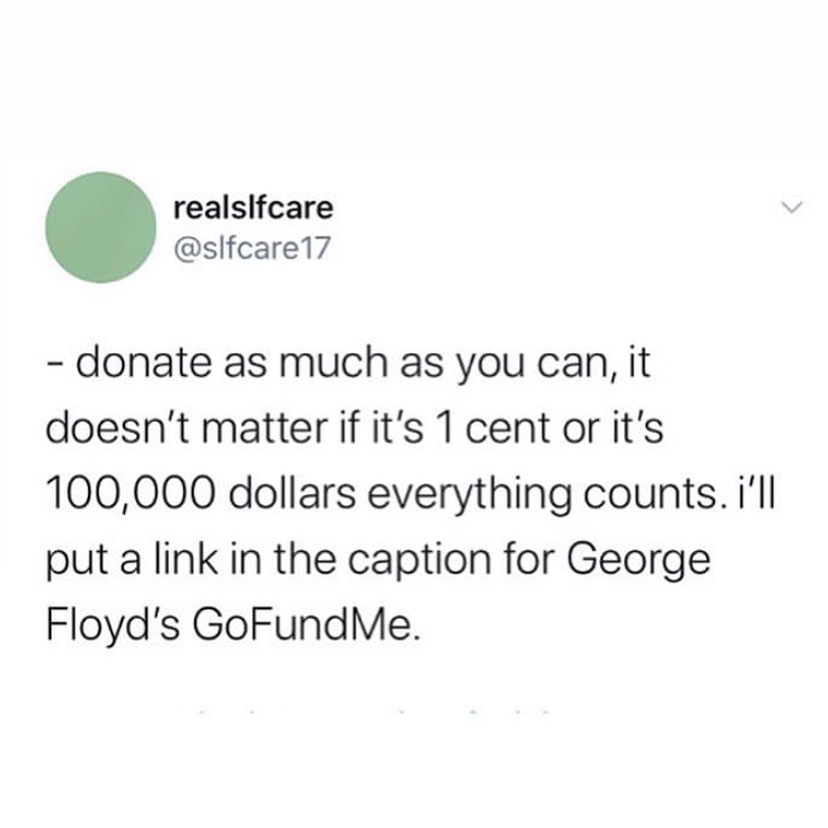 realslfcare
@slfcare17
- donate as much as you can, it
doesn't matter if it's 1 cent or it's
100,000 dollars everything counts. i'll
put a link in the caption for George
Floyd's GoFundMe.